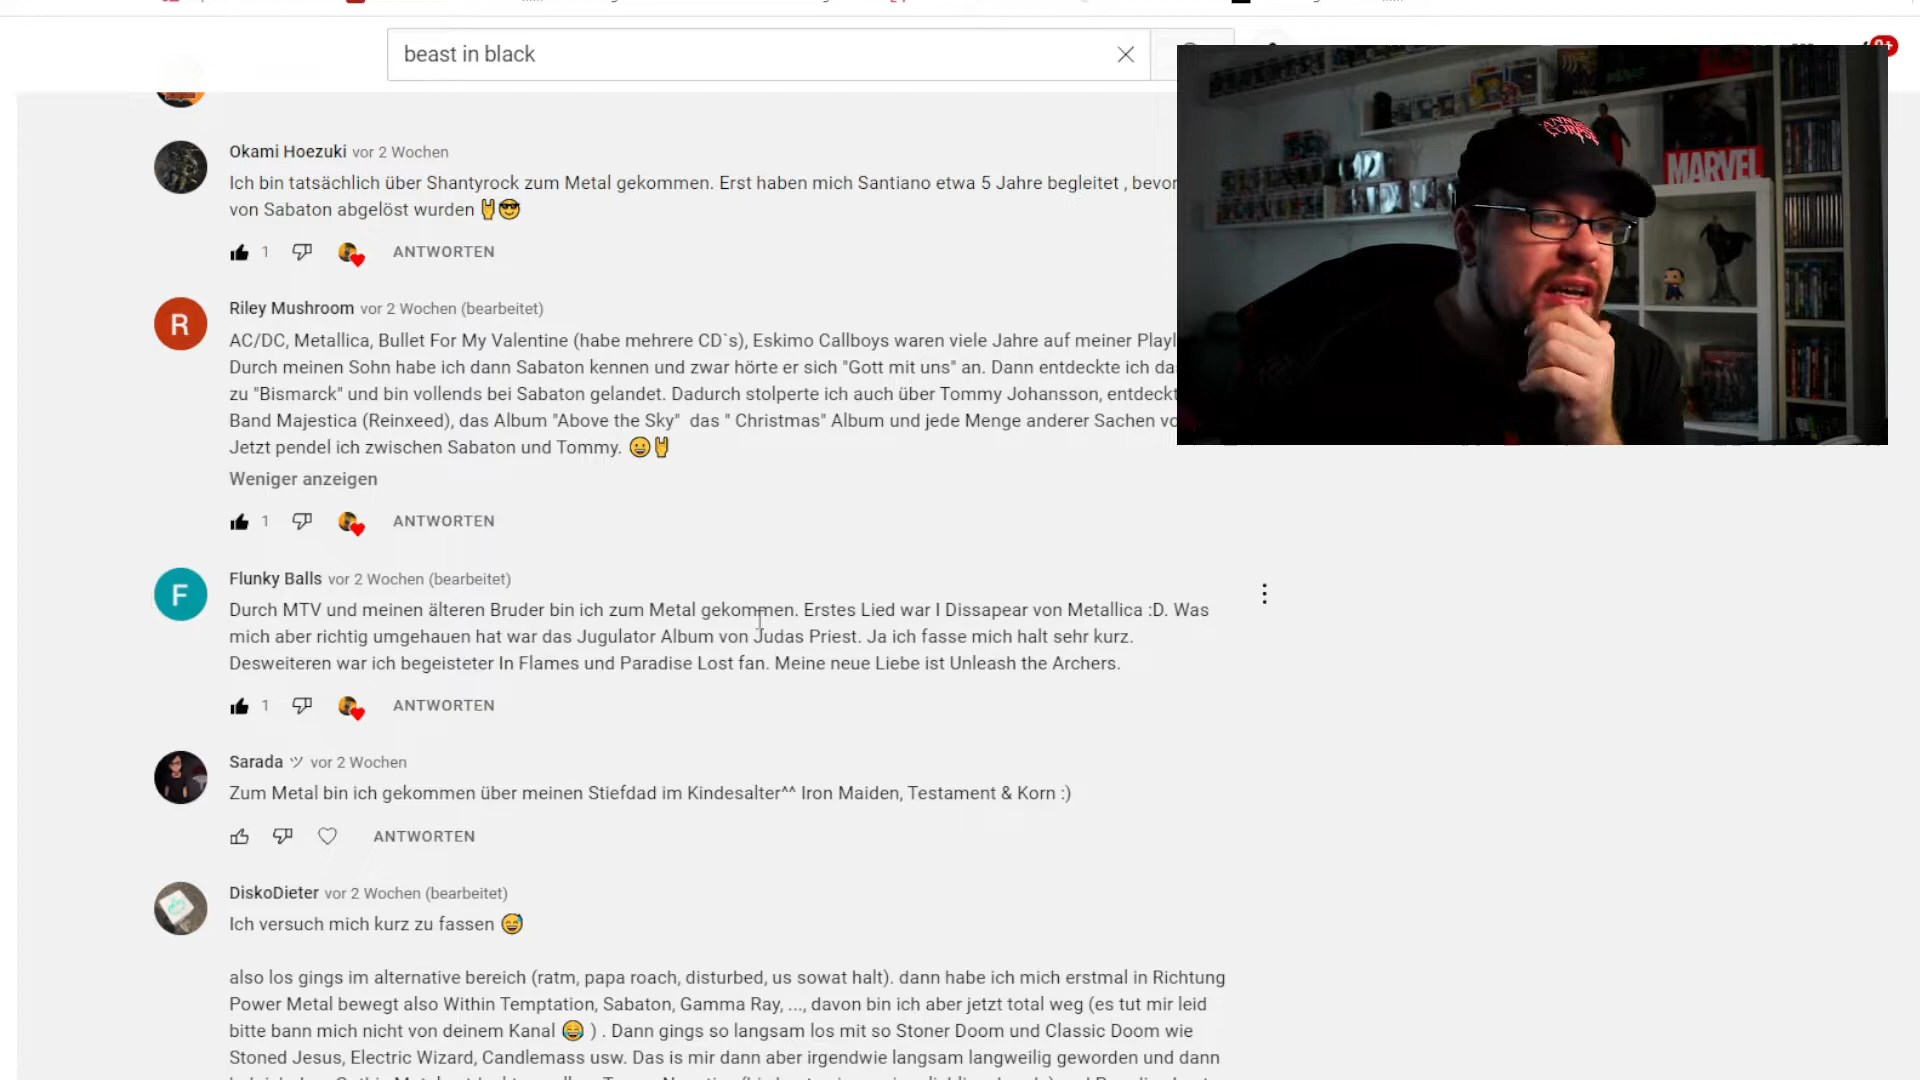 beast in black
9+
Okami Hoezuki vor 2 Wochen
Ich bin tatsächlich über Shantyrock zum Metal gekommen. Erst haben mich Santiano etwa 5 Jahre begleitet , bevor
von Sabaton abgelöst wurden 🤘😎
1 ANTWORTEN
R
Riley Mushroom vor 2 Wochen (bearbeitet)
AC/DC, Metallica, Bullet For My Valentine (habe mehrere CD`s), Eskimo Callboys waren viele Jahre auf meiner
Durch meinen Sohn habe ich dann Sabaton kennen und zwar hörte er sich "Gott mit uns" an. Dann entdeckte ich
zu "Bismarck" und bin vollends bei Sabaton gelandet. Dadurch stolperte ich auch über Tommy Johansson,
Band Majestica (Reinxeed), das Album "Above the Sky" das " Christmas" Album und jede Menge anderer Sachen
Jetzt pendel ich zwischen Sabaton und Tommy. 😀🤘
Weniger anzeigen
1 ANTWORTEN
F
Flunky Balls vor 2 Wochen (bearbeitet)
Durch MTV und meinen älteren Bruder bin ich zum Metal gekommen. Erstes Lied war I Dissapear von Metallica :D. Was
mich aber richtig umgehauen hat war das Jugulator Album von Judas Priest. Ja ich fasse mich halt sehr kurz.
Desweiteren war ich begeisteter In Flames und Paradise Lost fan. Meine neue Liebe ist Unleash the Archers.
1 ANTWORTEN
Sarada ツ vor 2 Wochen
Zum Metal bin ich gekommen über meinen Stiefdad im Kindesalter^^ Iron Maiden, Testament & Korn :)
ANTWORTEN
DiskoDieter vor 2 Wochen (bearbeitet)
Ich versuch mich kurz zu fassen 😅
also los gings im alternative bereich (ratm, papa roach, disturbed, us sowat halt). dann habe ich mich erstmal in Richtung
Power Metal bewegt also Within Temptation, Sabaton, Gamma Ray, ..., davon bin ich aber jetzt total weg (es tut mir leid
bitte bann mich nicht von deinem Kanal 😂 ) . Dann gings so langsam los mit so Stoner Doom und Classic Doom wie
Stoned Jesus, Electric Wizard, Candlemass usw. Das is mir dann aber irgendwie langsam langweilig geworden und dann
CANNIBAL
CORPSE
MARVEL